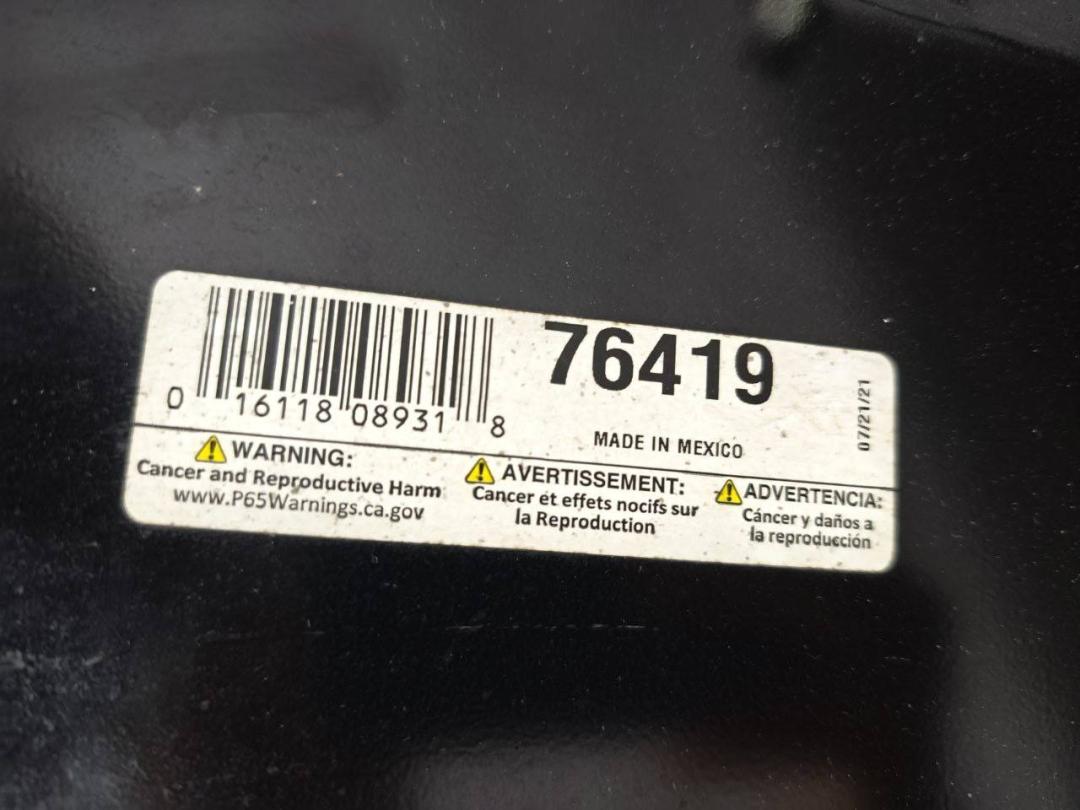 76419
0 16118 08931 8
MADE IN MEXICO
07/21/21
WARNING:
Cancer and Reproductive Harm
www.P65Warnings.ca.gov
AVERTISSEMENT:
Cancer et effets nocifs sur
la Reproduction
ADVERTENCIA:
Cáncer y daños a
la reproducción